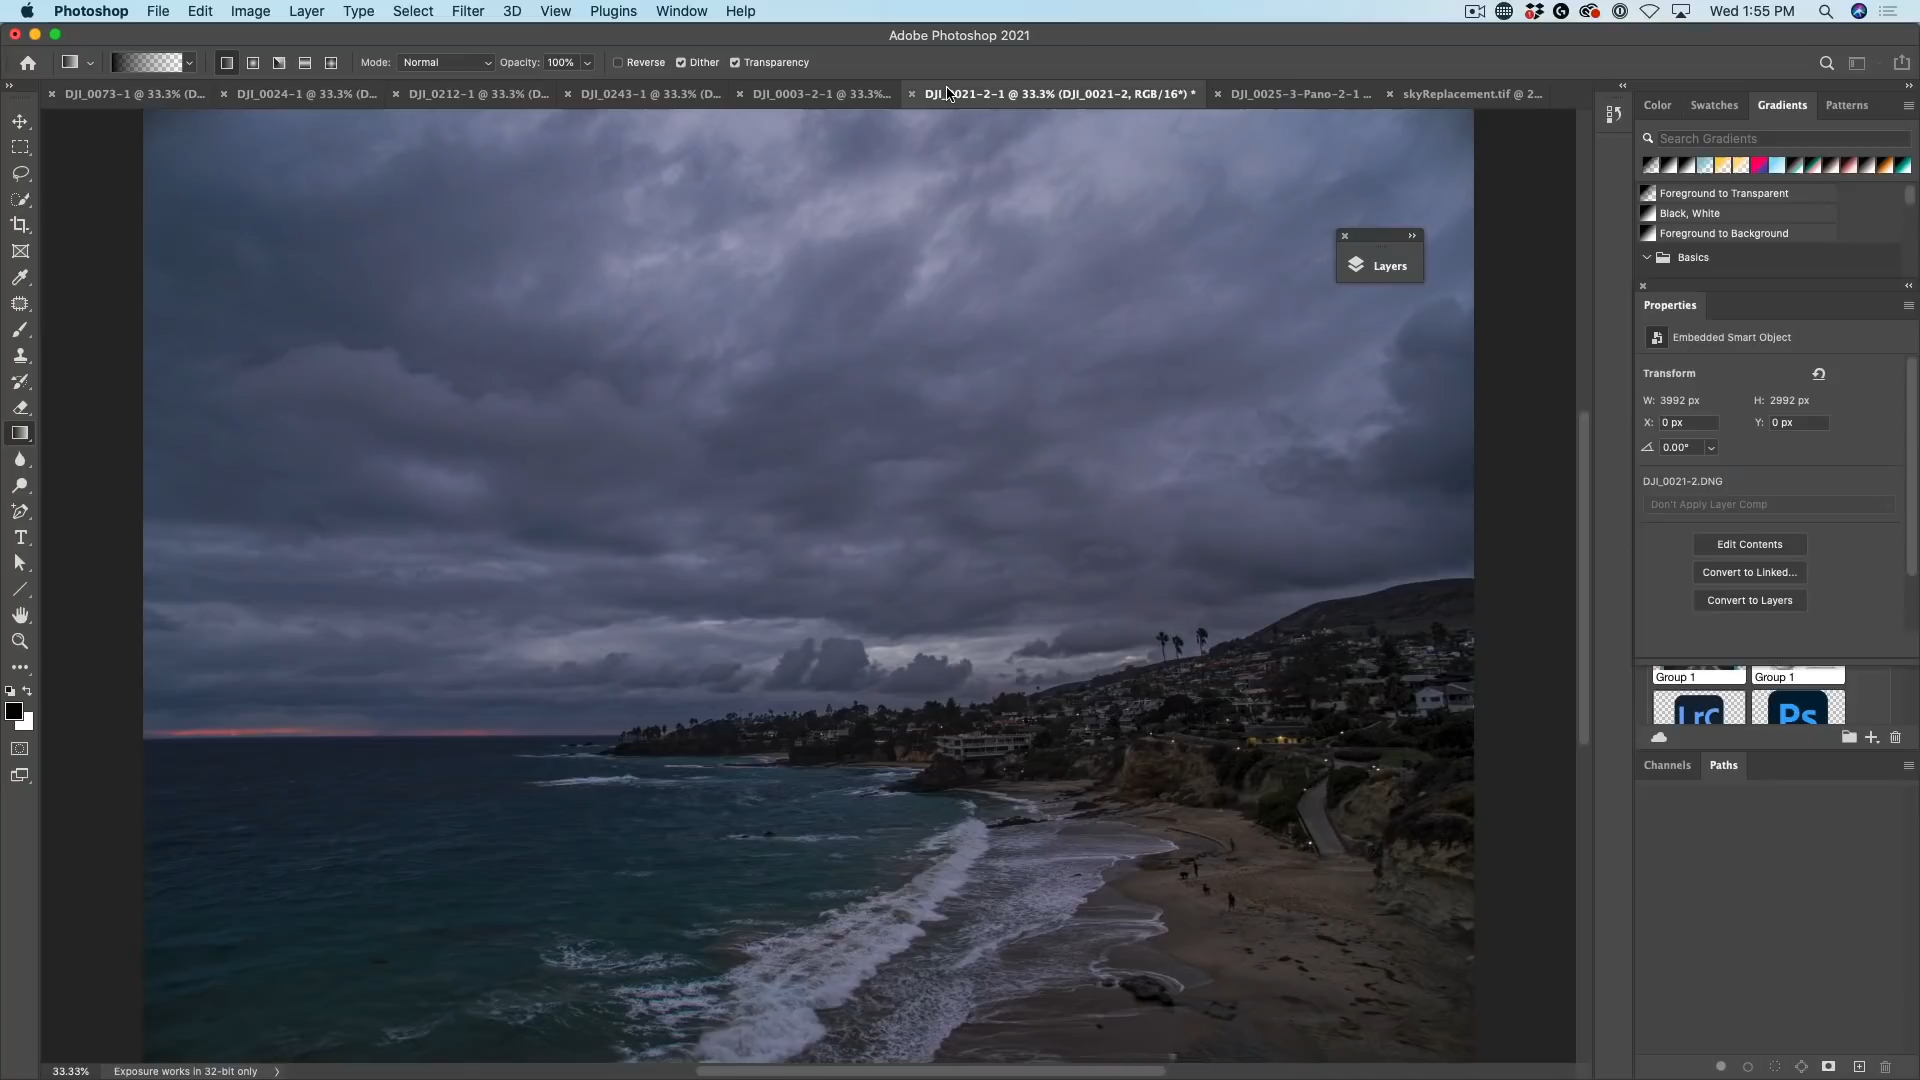 Photoshop File Edit Image Layer Type Select Filter 3D View Plugins Window Help Wed 1:55 PM
Adobe Photoshop 2021
Mode: Normal Opacity: 100% Reverse Dither Transparency
DJI_0073-1 @ 33.3% (D... DJI_0024-1 @ 33.3% (D... DJI_0212-1 @ 33.3% (D... DJI_0243-1 @ 33.3% (D... DJI_0003-2-1 @ 33.3%... DJI_0021-2-1 @ 33.3% (DJI_0021-2, RGB/16*) * DJI_0025-3-Pano-2-1 ... skyReplacement.tif @ 2...
Color Swatches Gradients Patterns
Search Gradients
Foreground to Transparent
Black, White
Foreground to Background
Basics
Layers
Properties
Embedded Smart Object
Transform
W: 3992 px H: 2992 px
X: 0 px Y: 0 px
0.00°
DJI_0021-2.DNG
Don't Apply Layer Comp
Edit Contents
Convert to Linked...
Convert to Layers
Group 1 Group 1
LrC Ps
Channels Paths
33.33% Exposure works in 32-bit only